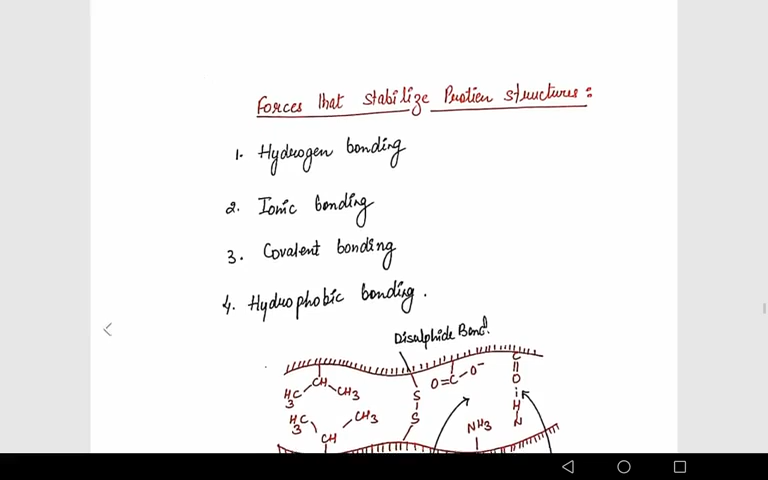 Forces that stabilize Protien structures:
1. Hydrogen bonding
2. Ionic bonding
3. Covalent bonding
4. Hydrophobic bonding.
Disulphide Bond.
CH
H3C CH3
O=C-O⁻
C
O
H
N
S
S
H3C CH3
CH
NH3